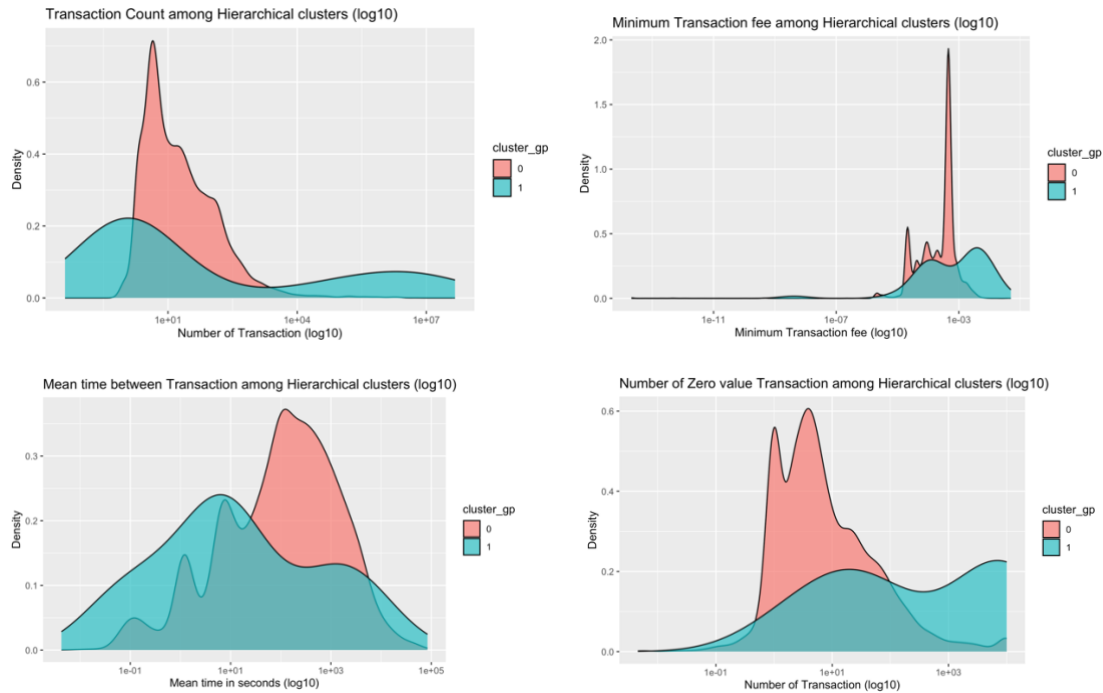 Transaction Count among Hierarchical clusters (log10)
0.6
0.4
0.2
0.0
Density
1e+01
1e+04
1e+07
Number of Transaction (log10)
cluster_gp
0
1
Minimum Transaction fee among Hierarchical clusters (log10)
2.0
1.5
1.0
0.5
0.0
Density
1e-11
1e-07
1e-03
Minimum Transaction fee (log10)
cluster_gp
0
1
Mean time between Transaction among Hierarchical clusters (log10)
0.3
0.2
0.1
0.0
Density
1e-01
1e+01
1e+03
1e+05
Mean time in seconds (log10)
cluster_gp
0
1
Number of Zero value Transaction among Hierarchical clusters (log10)
0.6
0.4
0.2
0.0
Density
1e-01
1e+01
1e+03
Number of Transaction (log10)
cluster_gp
0
1